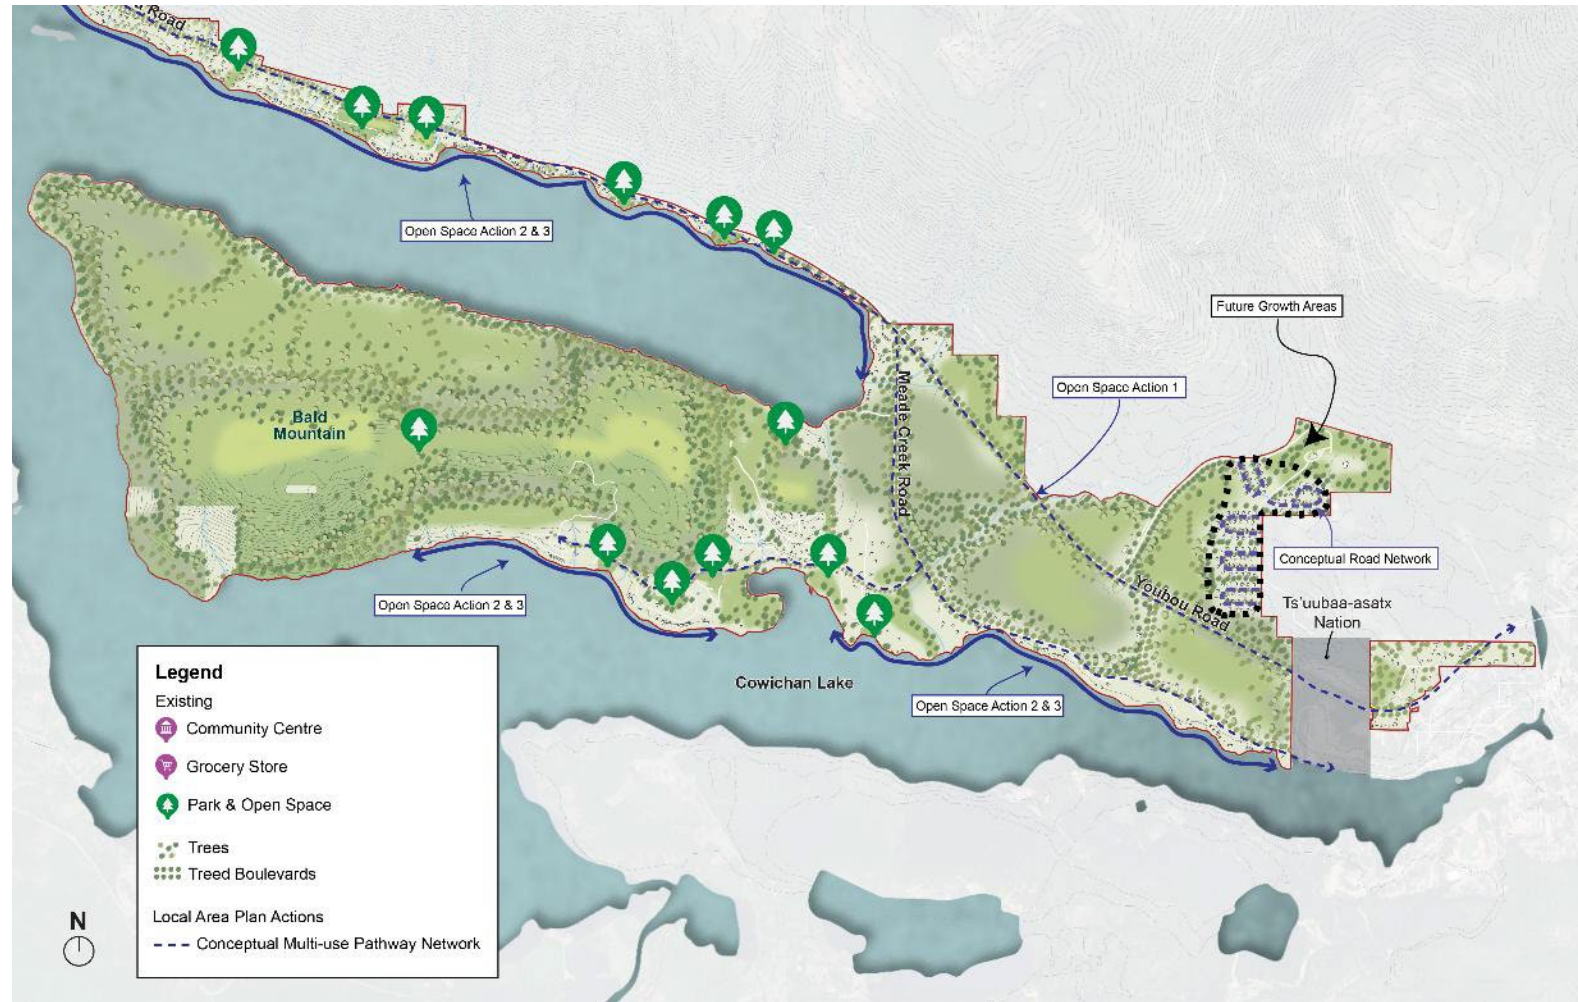 Road
Open Space Action 2 & 3
Future Growth Areas
Open Space Action 1
Meade Creek Road
Bald
Mountain
Conceptual Road Network
Youbou Road
Ts'uubaa-asatx
Nation
Open Space Action 2 & 3
Cowichan Lake
Open Space Action 2 & 3
Legend
Existing
Community Centre
Grocery Store
Park & Open Space
Trees
Treed Boulevards
Local Area Plan Actions
Conceptual Multi-use Pathway Network
N